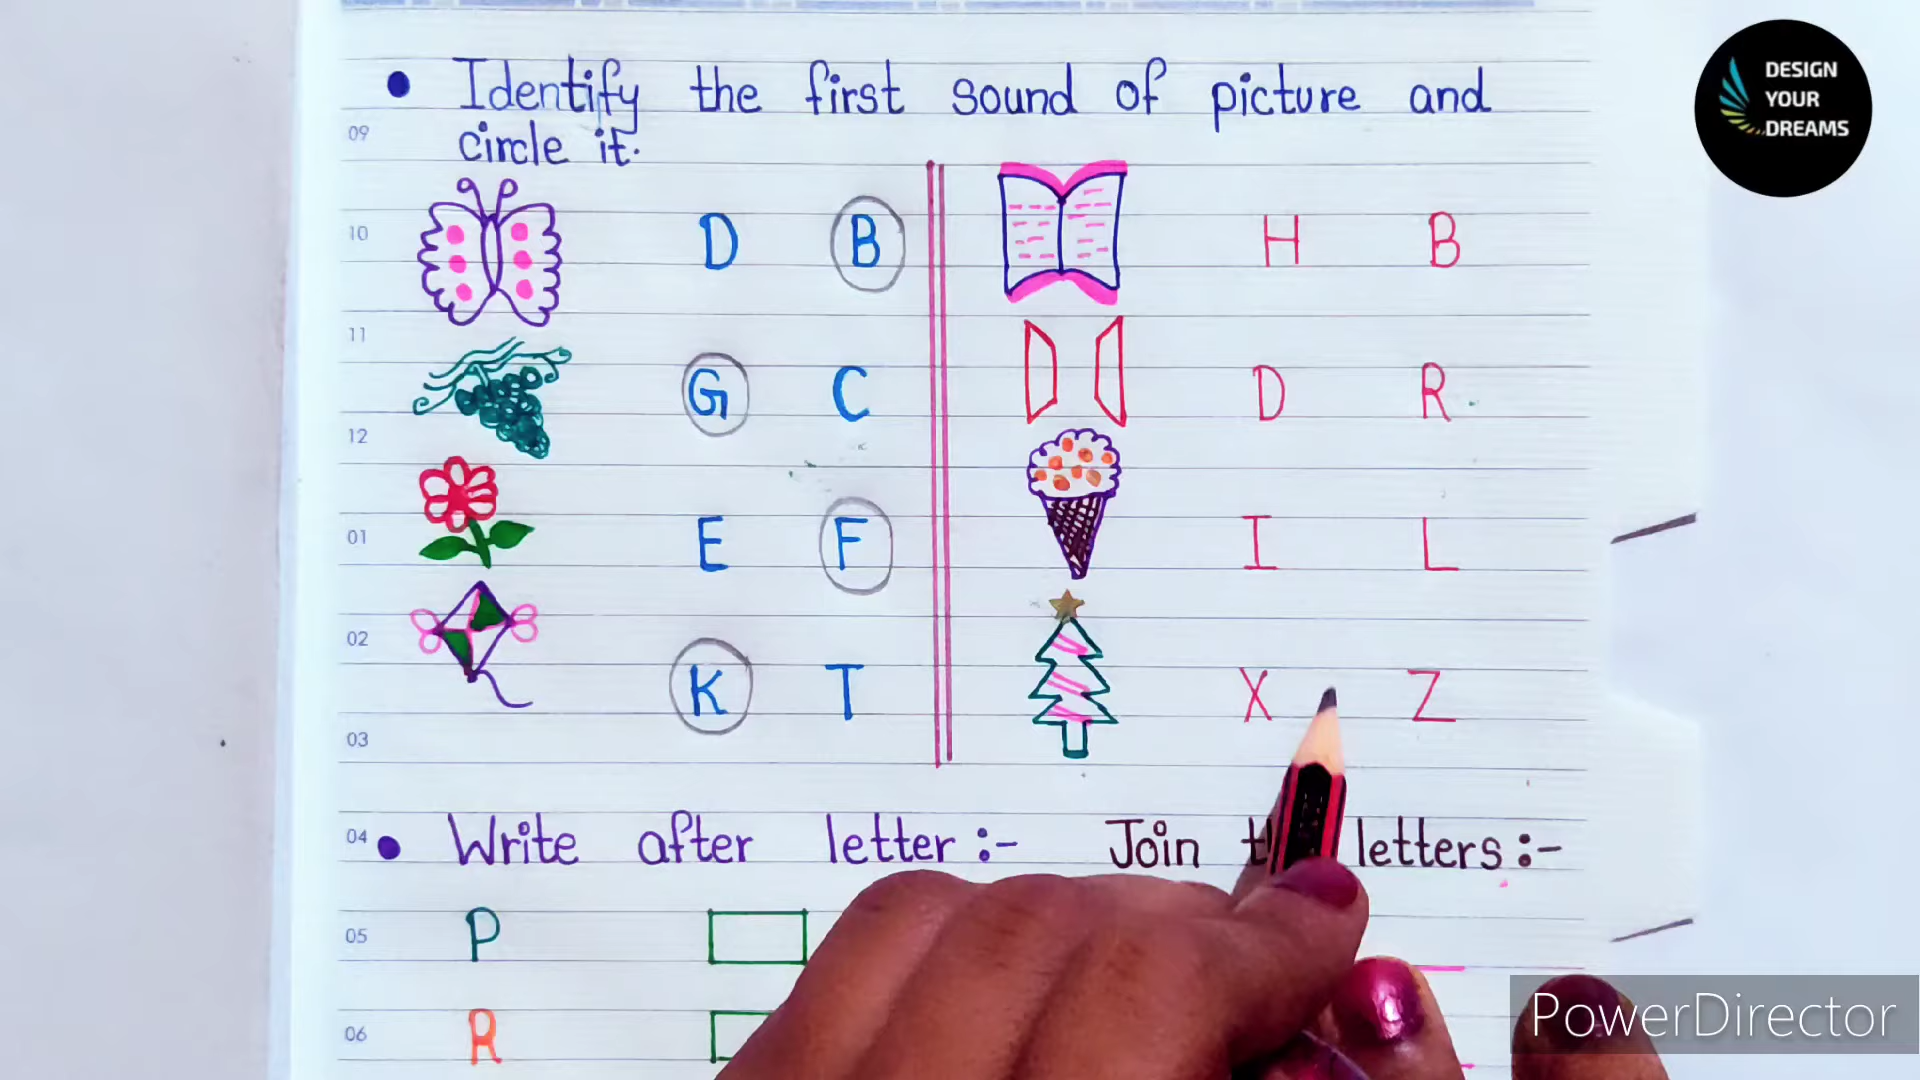 Identify the first sound of picture and
circle it.
DESIGN
YOUR
DREAMS
09
10
D B
H B
11
G C
D R
12
01
E F
I L
02
K T
X Z
03
04
Write after letter :- Join letters :-
05
P
06
R
PowerDirector